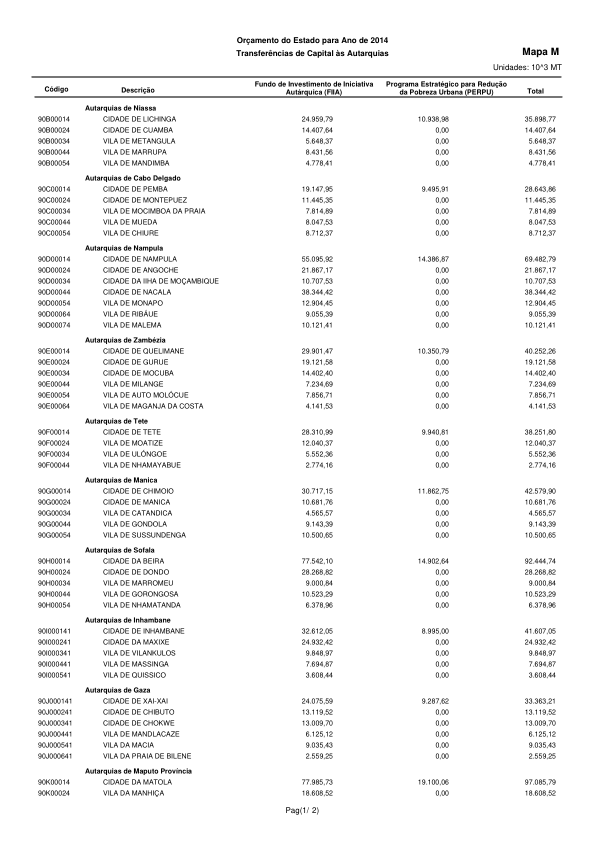 Orçamento do Estado para Ano de 2014
Transferências de Capital às Autarquias
Mapa M
Unidades: 10^3 MT
Código Descrição Fundo de Investimento de Iniciativa Autárquica (FIIA) Programa Estratégico para Redução da Pobreza Urbana (PERPU) Total
Autarquias de Niassa
90B00014 CIDADE DE LICHINGA 24.959,79 10.938,98 35.898,77
90B00024 CIDADE DE CUAMBA 14.407,64 0,00 14.407,64
90B00034 VILA DE METANGULA 5.648,37 0,00 5.648,37
90B00044 VILA DE MARRUPA 8.431,56 0,00 8.431,56
90B00054 VILA DE MANDIMBA 4.778,41 0,00 4.778,41
Autarquias de Cabo Delgado
90C00014 CIDADE DE PEMBA 19.147,95 9.495,91 28.643,86
90C00024 CIDADE DE MONTEPUEZ 11.445,35 0,00 11.445,35
90C00034 VILA DE MOCIMBOA DA PRAIA 7.814,89 0,00 7.814,89
90C00044 VILA DE MUEDA 8.047,53 0,00 8.047,53
90C00054 VILA DE CHIURE 8.712,37 0,00 8.712,37
Autarquias de Nampula
90D00014 CIDADE DE NAMPULA 55.095,92 14.386,87 69.482,79
90D00024 CIDADE DE ANGOCHE 21.867,17 0,00 21.867,17
90D00034 CIDADE DA IIHA DE MOÇAMBIQUE 10.707,53 0,00 10.707,53
90D00044 CIDADE DE NACALA 38.344,42 0,00 38.344,42
90D00054 VILA DE MONAPO 12.904,45 0,00 12.904,45
90D00064 VILA DE RIBÁUE 9.055,39 0,00 9.055,39
90D00074 VILA DE MALEMA 10.121,41 0,00 10.121,41
Autarquias de Zambézia
90E00014 CIDADE DE QUELIMANE 29.901,47 10.350,79 40.252,26
90E00024 CIDADE DE GURUE 19.121,58 0,00 19.121,58
90E00034 CIDADE DE MOCUBA 14.402,40 0,00 14.402,40
90E00044 VILA DE MILANGE 7.234,69 0,00 7.234,69
90E00054 VILA DE AUTO MOLÓCUE 7.856,71 0,00 7.856,71
90E00064 VILA DE MAGANJA DA COSTA 4.141,53 0,00 4.141,53
Autarquias de Tete
90F00014 CIDADE DE TETE 28.310,99 9.940,81 38.251,80
90F00024 VILA DE MOATIZE 12.040,37 0,00 12.040,37
90F00034 VILA DE ULÓNGOE 5.552,36 0,00 5.552,36
90F00044 VILA DE NHAMAYABUE 2.774,16 0,00 2.774,16
Autarquias de Manica
90G00014 CIDADE DE CHIMOIO 30.717,15 11.862,75 42.579,90
90G00024 CIDADE DE MANICA 10.681,76 0,00 10.681,76
90G00034 VILA DE CATANDICA 4.565,57 0,00 4.565,57
90G00044 VILA DE GONDOLA 9.143,39 0,00 9.143,39
90G00054 VILA DE SUSSUNDENGA 10.500,65 0,00 10.500,65
Autarquias de Sofala
90H00014 CIDADE DA BEIRA 77.542,10 14.902,64 92.444,74
90H00024 CIDADE DE DONDO 28.268,82 0,00 28.268,82
90H00034 VILA DE MARROMEU 9.000,84 0,00 9.000,84
90H00044 VILA DE GORONGOSA 10.523,29 0,00 10.523,29
90H00054 VILA DE NHAMATANDA 6.378,96 0,00 6.378,96
Autarquias de Inhambane
90I000141 CIDADE DE INHAMBANE 32.612,05 8.995,00 41.607,05
90I000241 CIDADE DA MAXIXE 24.932,42 0,00 24.932,42
90I000341 VILA DE VILANKULOS 9.848,97 0,00 9.848,97
90I000441 VILA DE MASSINGA 7.694,87 0,00 7.694,87
90I000541 VILA DE QUISSICO 3.608,44 0,00 3.608,44
Autarquias de Gaza
90J000141 CIDADE DE XAI-XAI 24.075,59 9.287,62 33.363,21
90J000241 CIDADE DE CHIBUTO 13.119,52 0,00 13.119,52
90J000341 CIDADE DE CHOKWE 13.009,70 0,00 13.009,70
90J000441 VILA DE MANDLACAZE 6.125,12 0,00 6.125,12
90J000541 VILA DA MACIA 9.035,43 0,00 9.035,43
90J000641 VILA DA PRAIA DE BILENE 2.559,25 0,00 2.559,25
Autarquias de Maputo Província
90K00014 CIDADE DA MATOLA 77.985,73 19.100,06 97.085,79
90K00024 VILA DA MANHIÇA 18.608,52 0,00 18.608,52
Pag(1/ 2)